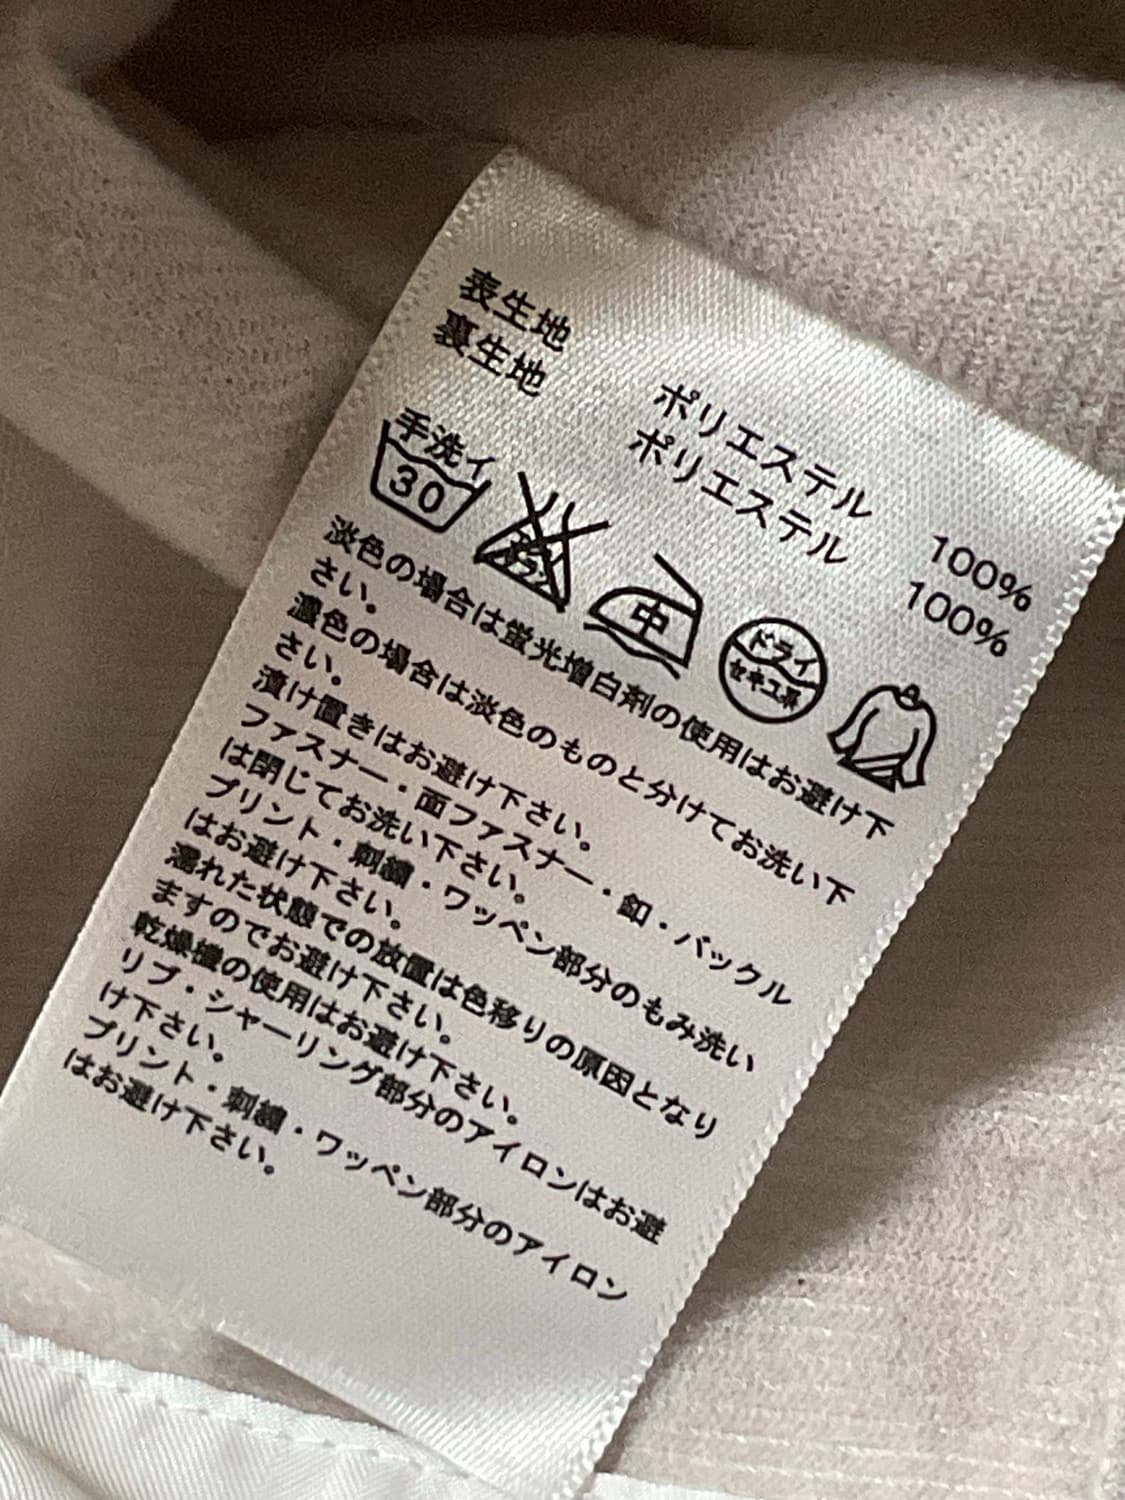 表生地 ポリエステル 100%
裏生地 ポリエステル 100%
手洗イ 30
エンソサラシ
中
ドライ セキユ系
淡色の場合は蛍光増白剤の使用はお避け下
さい。
濃色の場合は淡色のものと分けてお洗い下
さい。
漬け置きはお避け下さい。
ファスナー・面ファスナー・釦・バックル
は閉じてお洗い下さい。
プリント・刺繍・ワッペン部分のもみ洗い
はお避け下さい。
濡れた状態での放置は色移りの原因となり
ますのでお避け下さい。
乾燥機の使用はお避け下さい。
リブ・シャーリング部分のアイロンはお避
け下さい。
プリント・刺繍・ワッペン部分のアイロン
はお避け下さい。